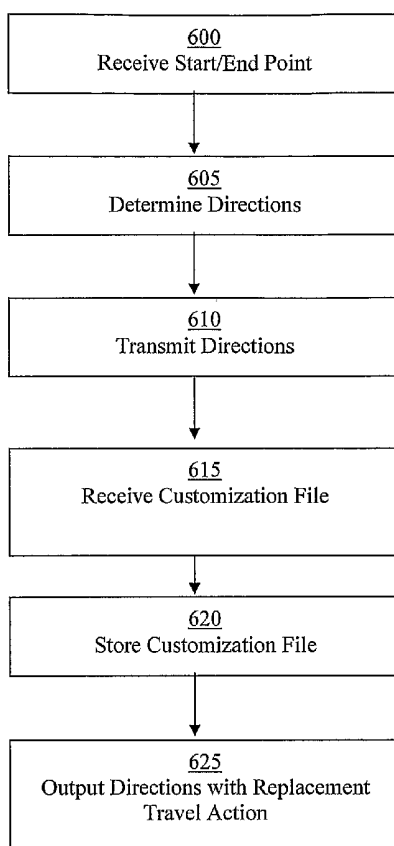 600
Receive Start/End Point
605
Determine Directions
610
Transmit Directions
615
Receive Customization File
620
Store Customization File
625
Output Directions with Replacement
Travel Action